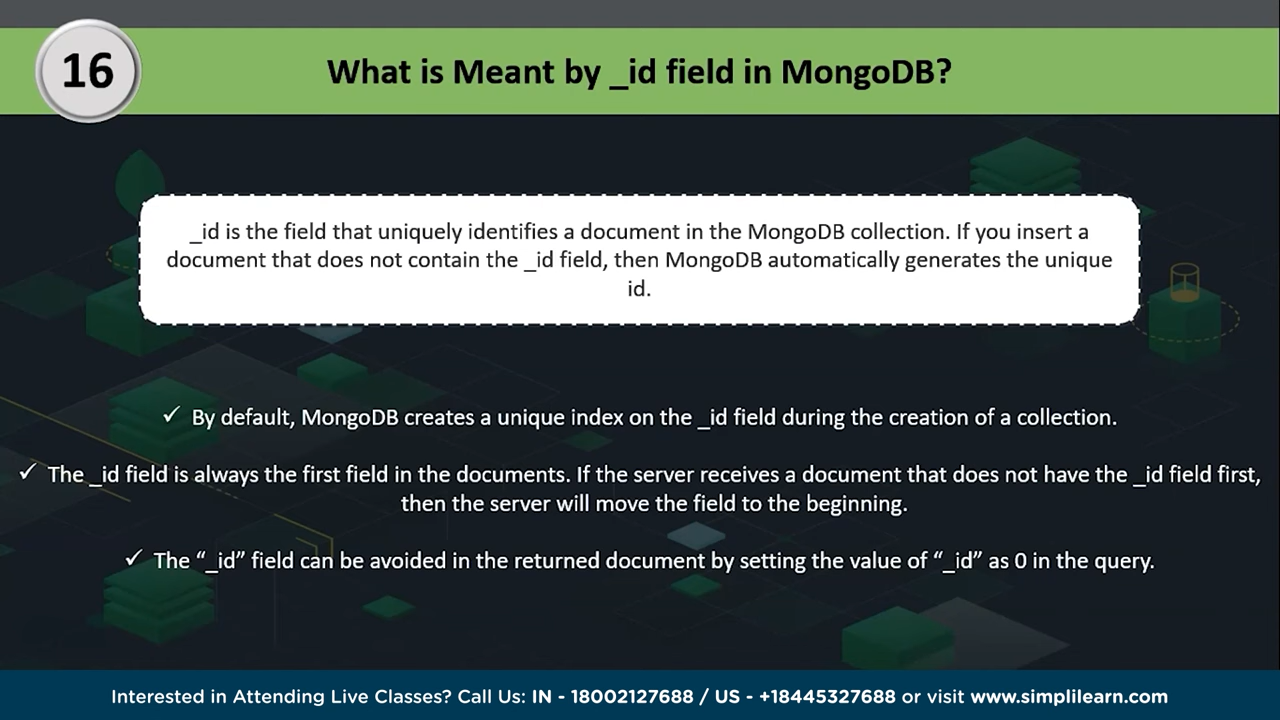 16
What is Meant by _id field in MongoDB?
_id is the field that uniquely identifies a document in the MongoDB collection. If you insert a
document that does not contain the _id field, then MongoDB automatically generates the unique
id.
✓ By default, MongoDB creates a unique index on the _id field during the creation of a collection.
✓ The _id field is always the first field in the documents. If the server receives a document that does not have the _id field first,
then the server will move the field to the beginning.
✓ The “_id” field can be avoided in the returned document by setting the value of “_id” as 0 in the query.
Interested in Attending Live Classes? Call Us: IN - 18002127688 / US - +18445327688 or visit www.simplilearn.com